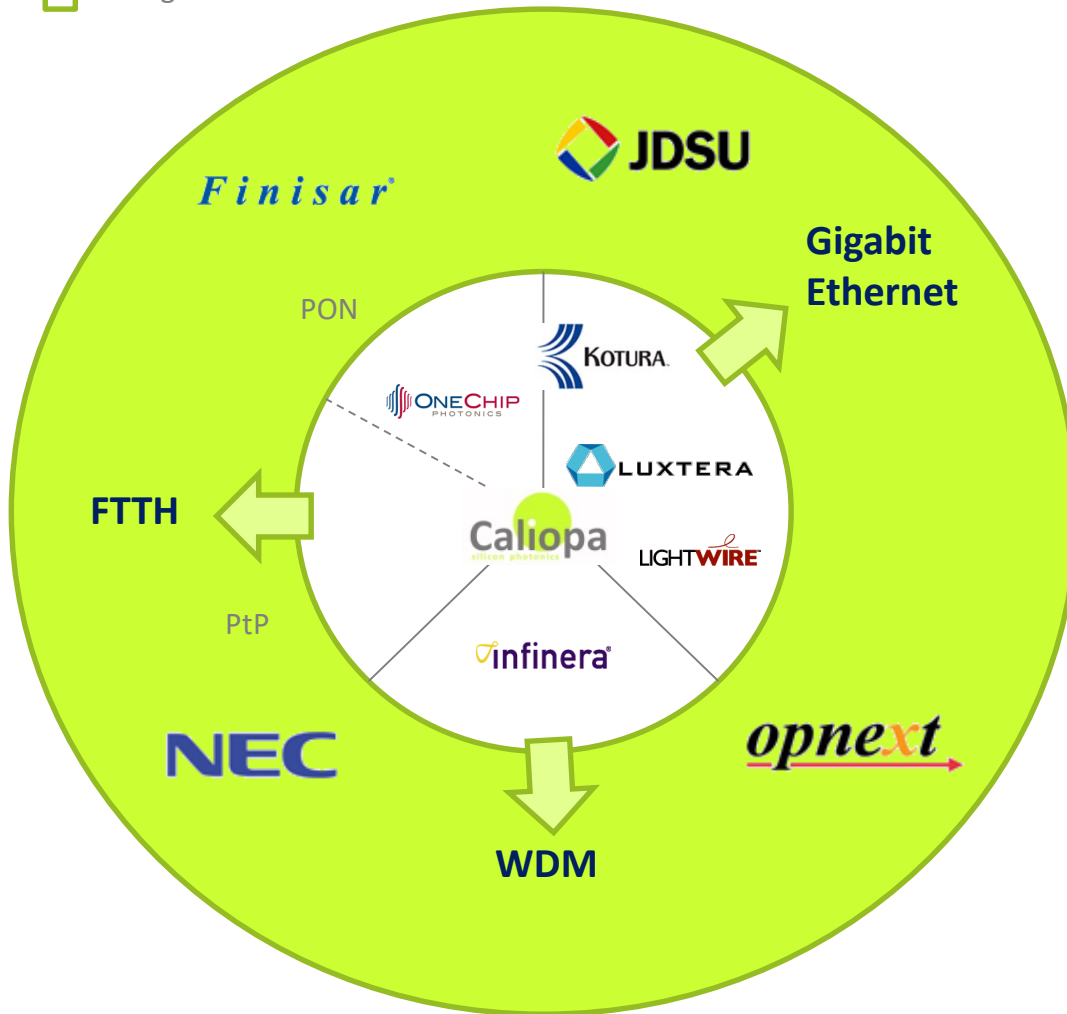 JDSU
Finisar
Gigabit
Ethernet
PON
KOTURA
ONECHIP
PHOTONICS
LUXTERA
FTTH
Caliopa
silicon photonics
LIGHTWIRE
PtP
infinera
NEC
opnext
WDM